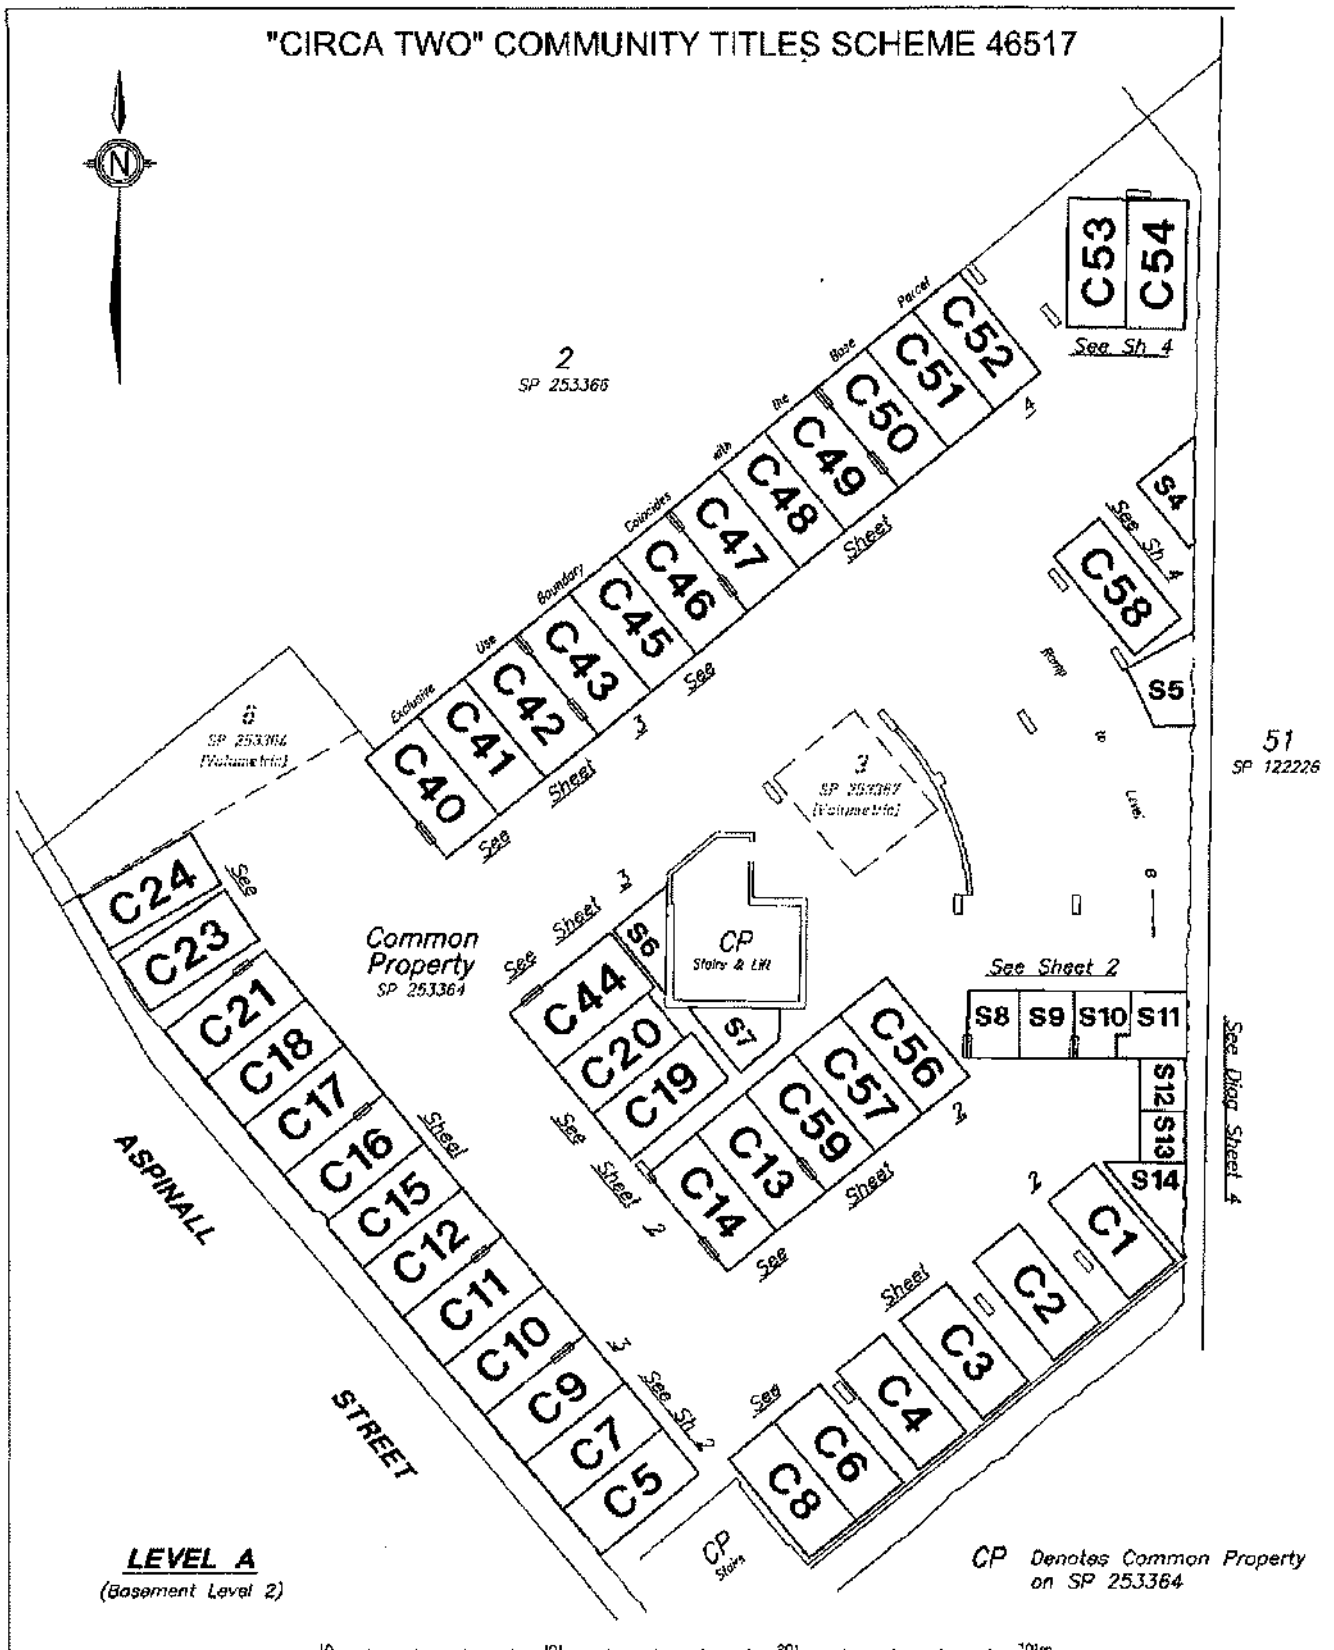 "CIRCA TWO" COMMUNITY TITLES SCHEME 46517
N
C53
C54
See Sh 4
2
SP 253366
Exclusive Use Boundary Coincides with the Base Parcel
C52
C51
C50
C49
C48
C47
C46
C45
C43
C42
C41
C40
See Sheet 3
See Sheet 4
S4
See Sh 4
C58
S5
Ramp
to
Level
B
51
SP 122226
6
SP 253364
(Volumetric)
3
SP 253367
(Volumetric)
C24
C23
C21
C18
C17
C16
C15
C12
C11
C10
C9
C7
C5
See Sheet 3
See Sh 2
Common
Property
SP 253364
See Sheet 3
S6
CP
Stairs & Lift
C44
C20
C19
S7
See Sheet 2
C56
C57
C59
C13
C14
See Sheet 2
See Sheet 2
S8
S9
S10
S11
S12
S13
S14
See Diag Sheet 4
See Sheet 2
C1
C2
C3
C4
C6
C8
ASPINALL
STREET
CP
Stairs
LEVEL A
(Basement Level 2)
CP Denotes Common Property
on SP 253364